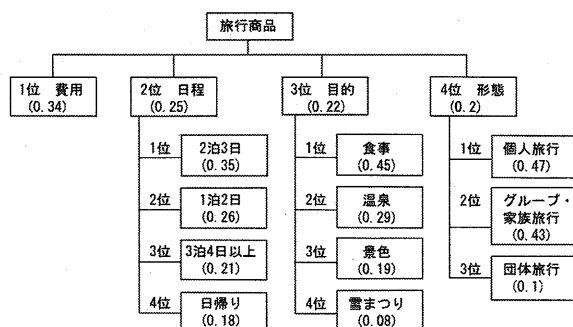 旅行商品
1位 費用
(0.34)
2位 日程
(0.25)
3位 目的
(0.22)
4位 形態
(0.2)
1位
2泊3日
(0.35)
2位
1泊2日
(0.26)
3位
3泊4日以上
(0.21)
4位
日帰り
(0.18)
1位
食事
(0.45)
2位
温泉
(0.29)
3位
景色
(0.19)
4位
雪まつり
(0.08)
1位
個人旅行
(0.47)
2位
グループ・
家族旅行
(0.43)
3位
団体旅行
(0.1)